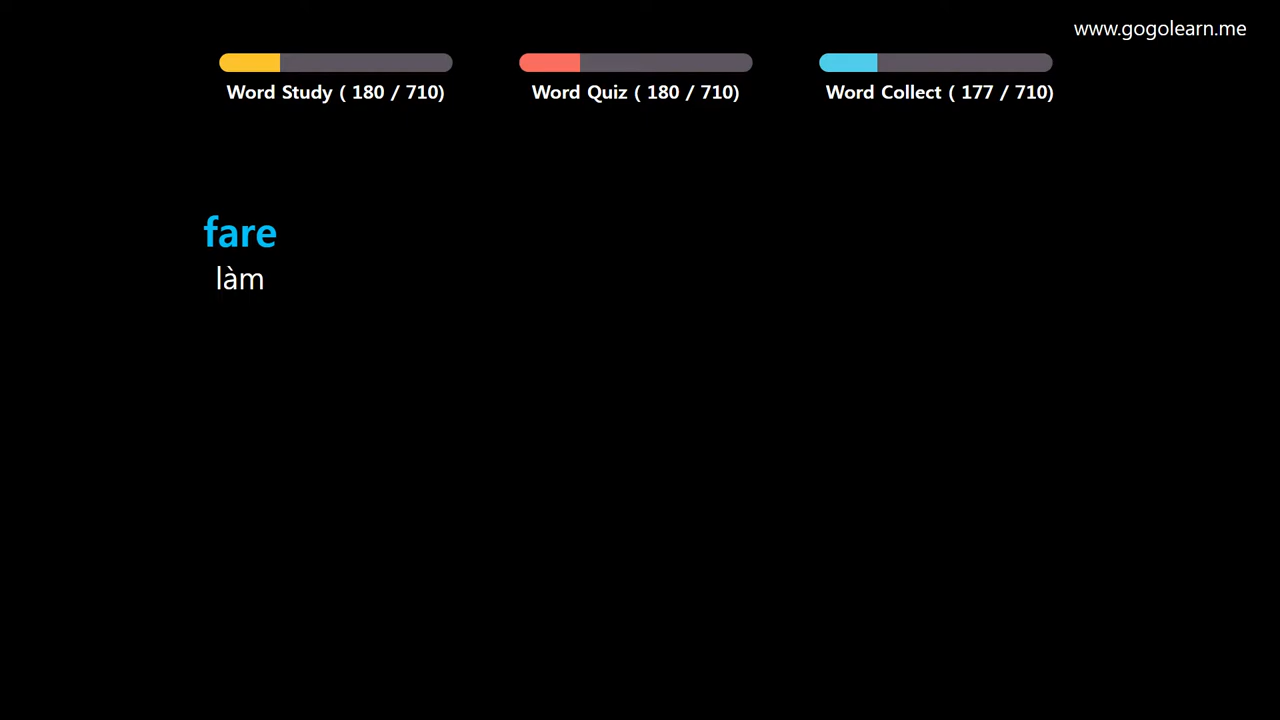 www.gogolearn.me
Word Study ( 180 / 710)
Word Quiz ( 180 / 710)
Word Collect ( 177 / 710)
fare
làm